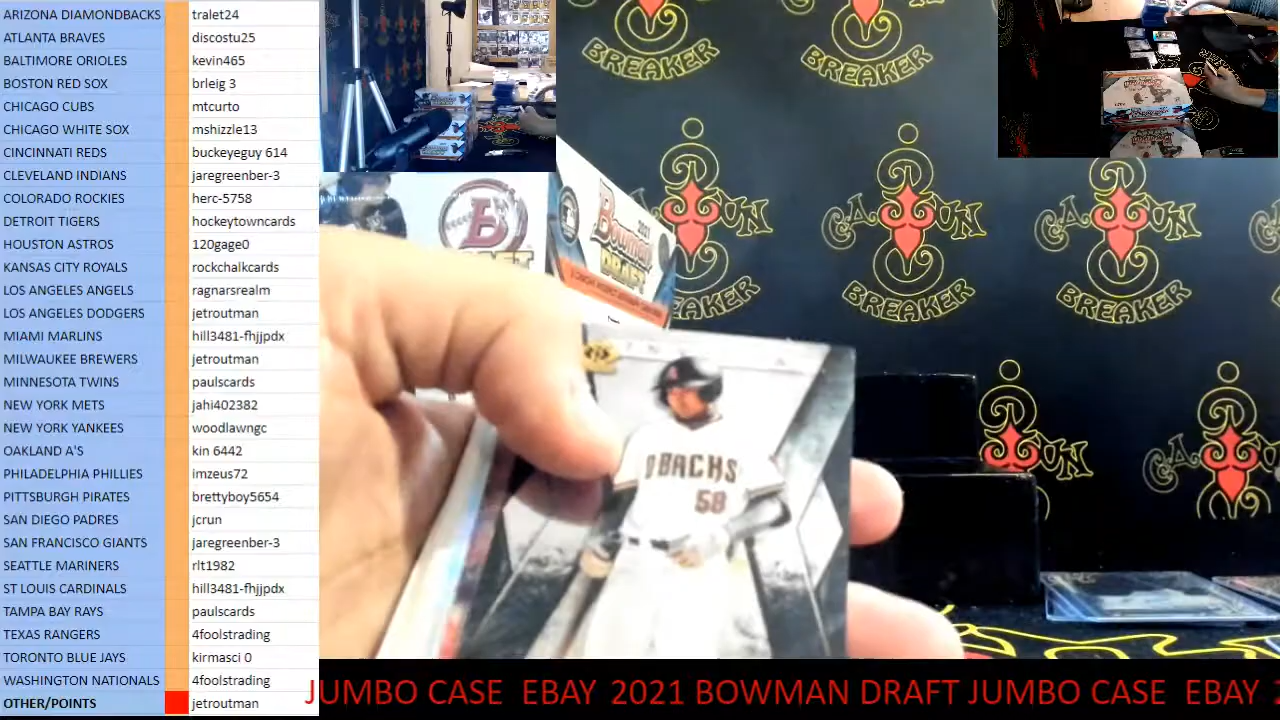 ARIZONA DIAMONDBACKS tralet24
ATLANTA BRAVES discostu25
BALTIMORE ORIOLES kevin465
BOSTON RED SOX brleig 3
CHICAGO CUBS mtcurto
CHICAGO WHITE SOX mshizzle13
CINCINNATI REDS buckeyeguy 614
CLEVELAND INDIANS jaregreenber-3
COLORADO ROCKIES herc-5758
DETROIT TIGERS hockeytowncards
HOUSTON ASTROS 120gage0
KANSAS CITY ROYALS rockchalkcards
LOS ANGELES ANGELS ragnarsrealm
LOS ANGELES DODGERS jetroutman
MIAMI MARLINS hill3481-fhjjpdx
MILWAUKEE BREWERS jetroutman
MINNESOTA TWINS paulscards
NEW YORK METS jahi402382
NEW YORK YANKEES woodlawngc
OAKLAND A'S kin 6442
PHILADELPHIA PHILLIES imzeus72
PITTSBURGH PIRATES brettyboy5654
SAN DIEGO PADRES jcrun
SAN FRANCISCO GIANTS jaregreenber-3
SEATTLE MARINERS rlt1982
ST LOUIS CARDINALS hill3481-fhjjpdx
TAMPA BAY RAYS paulscards
TEXAS RANGERS 4foolstrading
TORONTO BLUE JAYS kirmasci 0
WASHINGTON NATIONALS 4foolstrading
OTHER POINTS jetroutman
BREAKER
BREAKER
C&A GUN
BREAKER
C&A GUN
BREAKER
C&A GUN
BREAKER
2021
Bowman
DRAFT
DBACKS
58
JUMBO CASE EBAY 2021 BOWMAN DRAFT JUMBO CASE EBAY